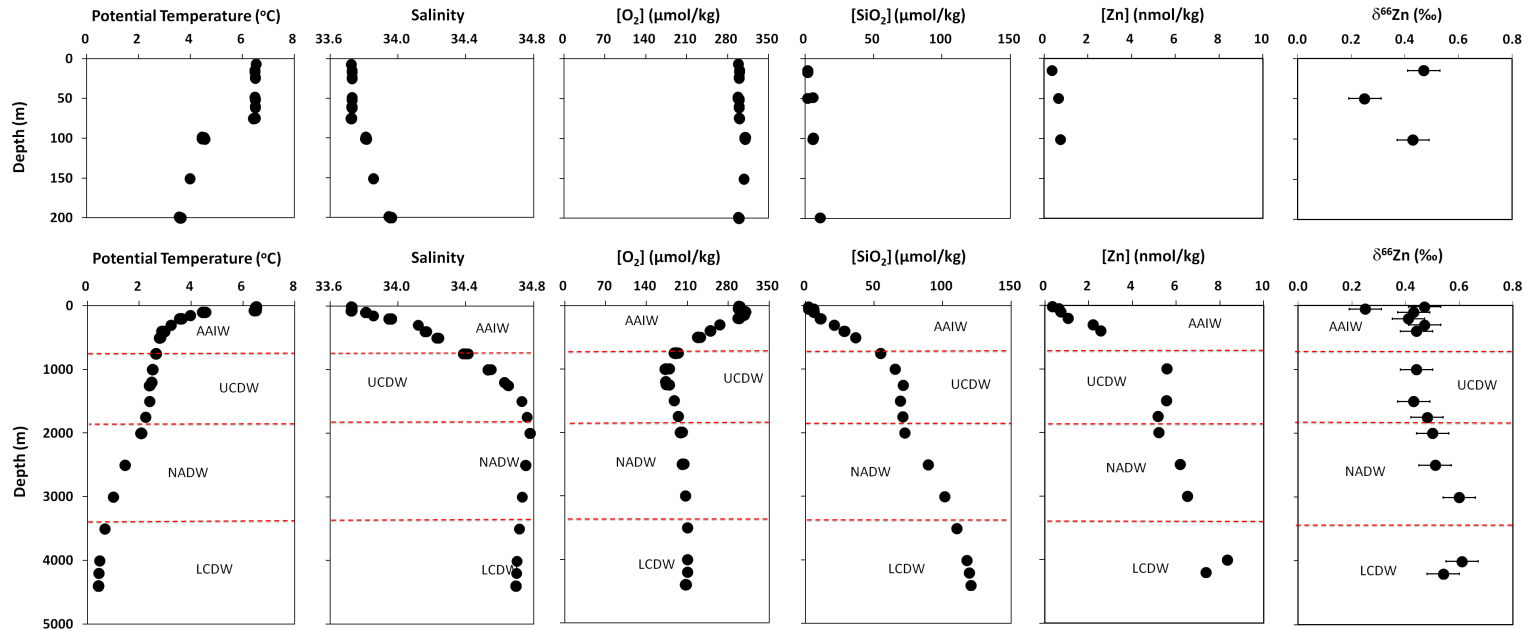 Potential Temperature (°C) Salinity [O₂] (µmol/kg) [SiO₂] (µmol/kg) [Zn] (nmol/kg) δ⁶⁶Zn (‰)
0 2 4 6 8 33.6 34.0 34.4 34.8 0 70 140 210 280 350 0 50 100 150 0 2 4 6 8 10 0.0 0.2 0.4 0.6 0.8
0
50
100
150
200
Depth (m)
Potential Temperature (°C) Salinity [O₂] (µmol/kg) [SiO₂] (µmol/kg) [Zn] (nmol/kg) δ⁶⁶Zn (‰)
0 2 4 6 8 33.6 34.0 34.4 34.8 0 70 140 210 280 350 0 50 100 150 0 2 4 6 8 10 0.0 0.2 0.4 0.6 0.8
0
AAIW AAIW AAIW AAIW AAIW AAIW
1000
UCDW UCDW UCDW UCDW UCDW UCDW
2000
NADW NADW NADW NADW NADW NADW
3000
4000
LCDW LCDW LCDW LCDW LCDW LCDW
5000
Depth (m)